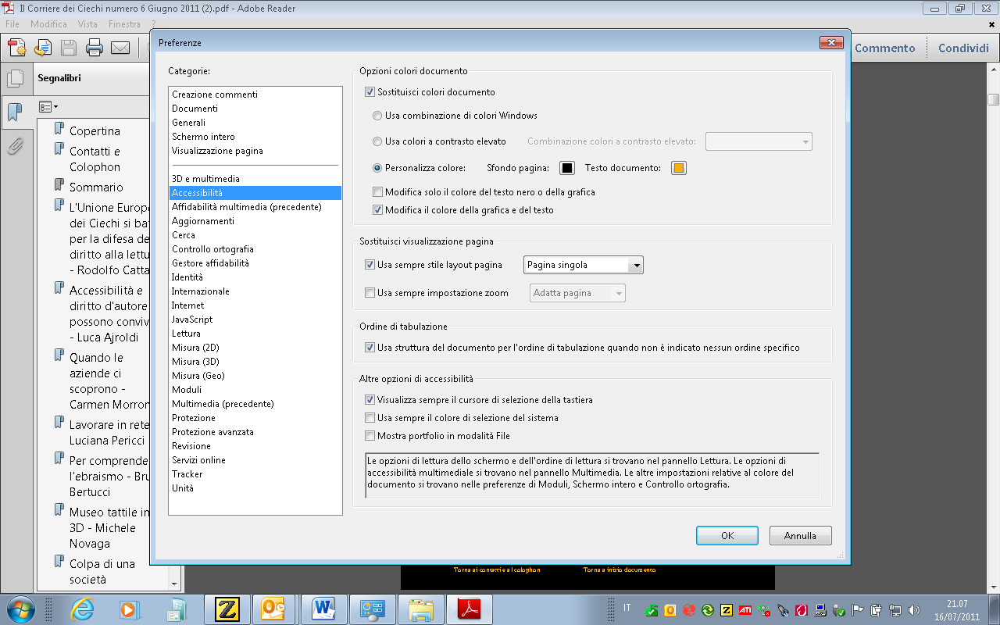 Il Corriere dei Ciechi numero 6 Giugno 2011 (2).pdf - Adobe Reader
File Modifica Vista Finestra ?
Commento Condividi
Segnalibri
Copertina
Contatti e
Colophon
Sommario
L'Unione Europe
dei Ciechi si bat
per la difesa de
diritto alla lettu
- Rodolfo Catta
Accessibilità e
diritto d'autore
possono conviv
- Luca Ajroldi
Quando le
aziende ci
scoprono -
Carmen Morron
Lavorare in rete
Luciana Pericci
Per comprende
l'ebraismo - Bru
Bertucci
Museo tattile in
3D - Michele
Novaga
Colpa di una
società
Preferenze
Categorie:
Creazione commenti
Documenti
Generali
Schermo intero
Visualizzazione pagina
3D e multimedia
Accessibilità
Affidabilità multimedia (precedente)
Aggiornamenti
Cerca
Controllo ortografia
Gestore affidabilità
Identità
Internazionale
Internet
JavaScript
Lettura
Misura (2D)
Misura (3D)
Misura (Geo)
Moduli
Multimedia (precedente)
Protezione
Protezione avanzata
Revisione
Servizi online
Tracker
Unità
Opzioni colori documento
Sostituisci colori documento
Usa combinazione di colori Windows
Usa colori a contrasto elevato Combinazione colori a contrasto elevato:
Personalizza colore: Sfondo pagina: Testo documento:
Modifica solo il colore del testo nero o della grafica
Modifica il colore della grafica e del testo
Sostituisci visualizzazione pagina
Usa sempre stile layout pagina Pagina singola
Usa sempre impostazione zoom Adatta pagina
Ordine di tabulazione
Usa struttura del documento per l'ordine di tabulazione quando non è indicato nessun ordine specifico
Altre opzioni di accessibilità
Visualizza sempre il cursore di selezione della tastiera
Usa sempre il colore di selezione del sistema
Mostra portfolio in modalità File
Le opzioni di lettura dello schermo e dell'ordine di lettura si trovano nel pannello Lettura. Le opzioni di
accessibilità multimediale si trovano nel pannello Multimedia. Le altre impostazioni relative al colore del
documento si trovano nelle preferenze di Moduli, Schermo intero e Controllo ortografia.
OK Annulla
Torna ai contatti e al colophon Torna a inizio documento
IT
ATI
21.07
16/07/2011